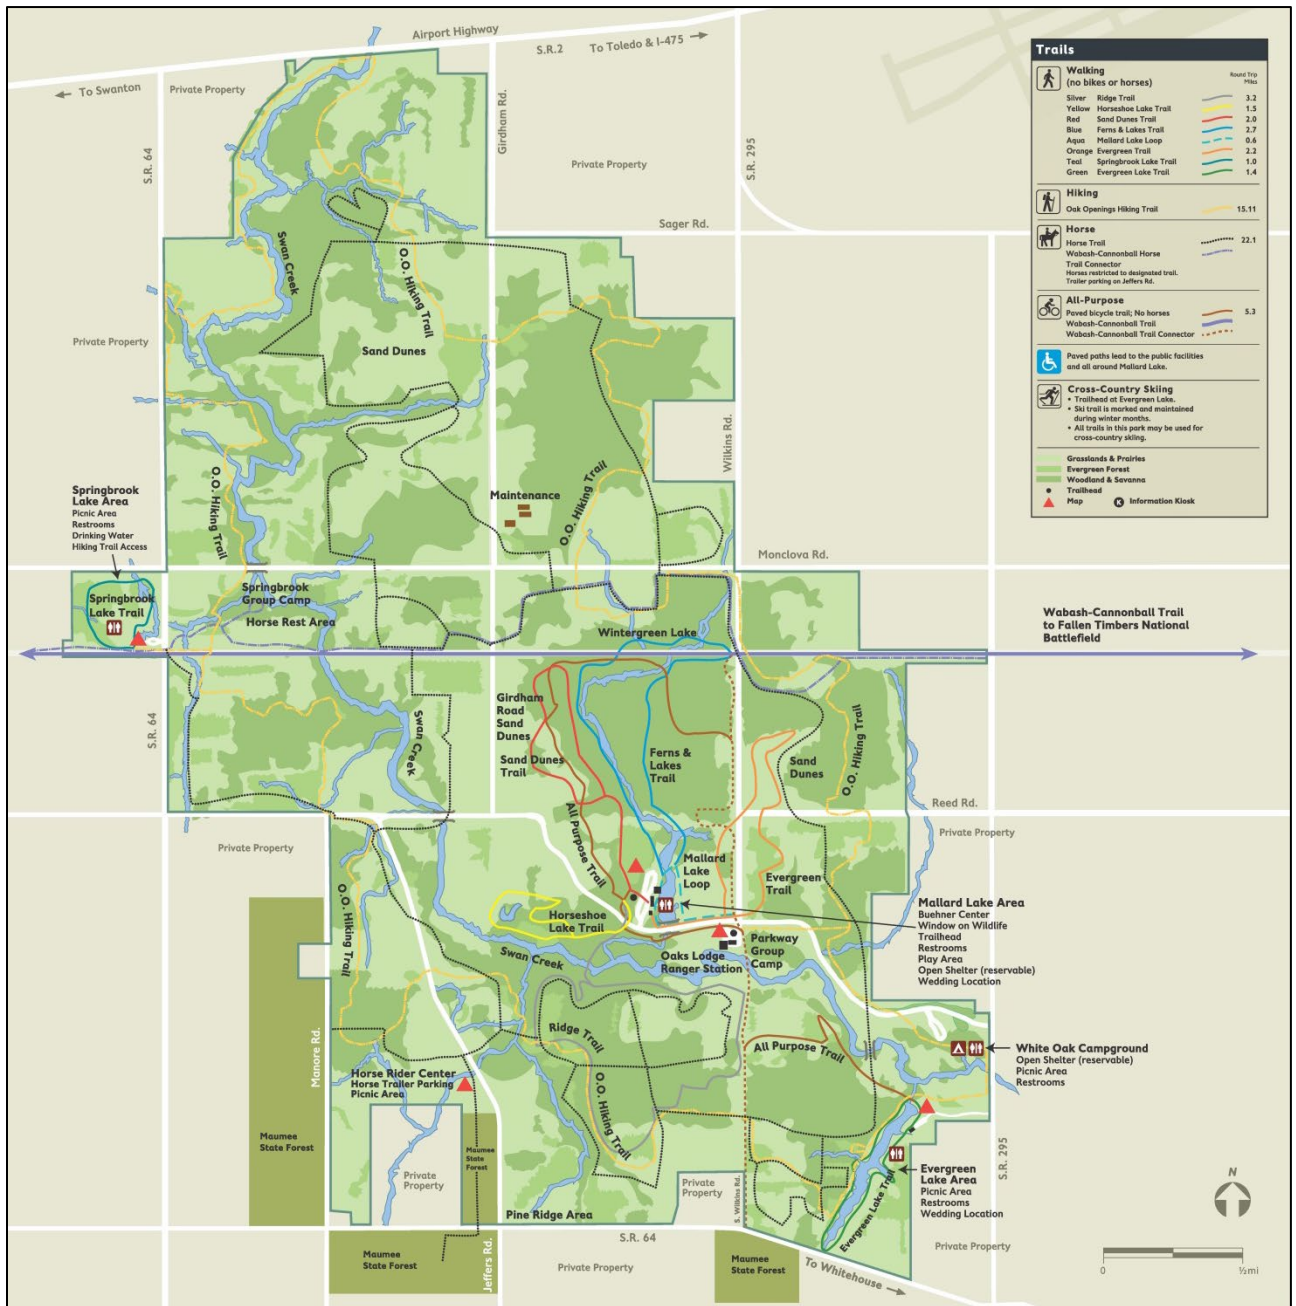 Airport Highway
S.R.2
To Toledo & I-475
To Swanton
Private Property
Girdham Rd.
S.R. 64
S.R. 295
Private Property
Sager Rd.
Swan Creek
O.O. Hiking Trail
Private Property
Sand Dunes
Wilkins Rd.
O.O. Hiking Trail
Maintenance
O.O. Hiking Trail
Monclova Rd.
Springbrook
Lake Area
Picnic Area
Restrooms
Drinking Water
Hiking Trail Access
Springbrook
Lake Trail
Springbrook
Group Camp
Horse Rest Area
Wintergreen Lake
Wabash-Cannonball Trail
to Fallen Timbers National
Battlefield
S.R. 64
Swan Creek
Girdham
Road
Sand
Dunes
Sand Dunes
Trail
Ferns &
Lakes
Trail
Sand
Dunes
O.O. Hiking Trail
Reed Rd.
Private Property
Private Property
All Purpose Trail
Mallard
Lake
Loop
Evergreen
Trail
O.O. Hiking Trail
Horseshoe
Lake Trail
Mallard Lake Area
Buehner Center
Window on Wildlife
Trailhead
Restrooms
Play Area
Open Shelter (reservable)
Wedding Location
Swan Creek
Oaks Lodge
Ranger Station
Parkway
Group
Camp
Manore Rd.
Ridge Trail
All Purpose Trail
White Oak Campground
Open Shelter (reservable)
Picnic Area
Restrooms
Horse Rider Center
Horse Trailer Parking
Picnic Area
O.O. Hiking Trail
Maumee
State Forest
Maumee
State
Forest
Private
Property
Private
Property
S. Wilkins Rd.
Evergreen
Lake Area
Picnic Area
Restrooms
Wedding Location
S.R. 295
Evergreen Lake Trail
Pine Ridge Area
S.R. 64
Jeffers Rd.
Maumee
State Forest
Private Property
Maumee
State Forest
To Whitehouse
Private Property
N
0 ½mi
Trails
Walking
(no bikes or horses)
Round Trip
Miles
Silver Ridge Trail 3.2
Yellow Horseshoe Lake Trail 1.5
Red Sand Dunes Trail 2.0
Blue Ferns & Lakes Trail 2.7
Aqua Mallard Lake Loop 0.6
Orange Evergreen Trail 2.2
Teal Springbrook Lake Trail 1.0
Green Evergreen Lake Trail 1.4
Hiking
Oak Openings Hiking Trail 15.11
Horse
Horse Trail 22.1
Wabash-Cannonball Horse
Trail Connector
Horses restricted to designated trail.
Trailer parking on Jeffers Rd.
All-Purpose
Paved bicycle trail; No horses 5.3
Wabash-Cannonball Trail
Wabash-Cannonball Trail Connector
Paved paths lead to the public facilities
and all around Mallard Lake.
Cross-Country Skiing
• Trailhead at Evergreen Lake.
• Ski trail is marked and maintained
during winter months.
• All trails in this park may be used for
cross-country skiing.
Grasslands & Prairies
Evergreen Forest
Woodland & Savanna
Trailhead
Map K Information Kiosk